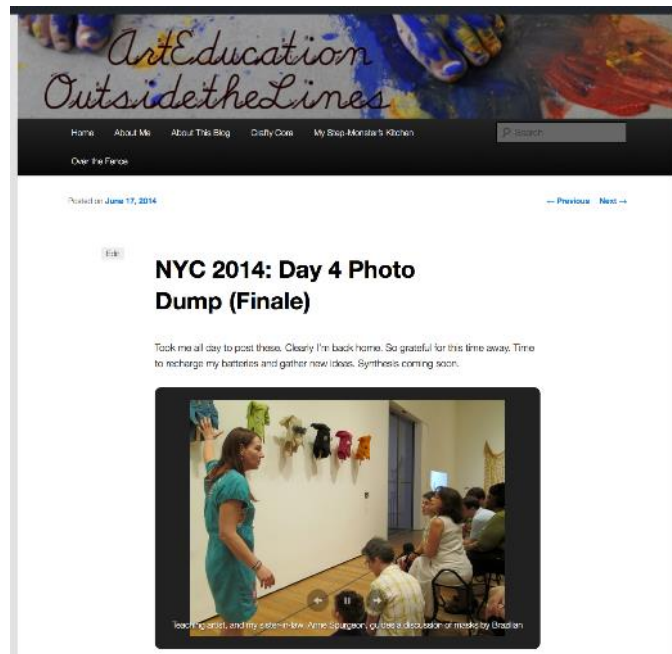 ArtEducation
OutsidetheLines
Home About Me About This Blog Crafty Core My Step-Monster's Kitchen
Search
Over the Fence
Posted on June 17, 2014
← Previous Next →
Edit
NYC 2014: Day 4 Photo
Dump (Finale)
Took me all day to post these. Clearly I'm back home. So grateful for this time away. Time
to recharge my batteries and gather new ideas. Synthesis coming soon.
Teaching artist, and my sister-in-law, Anne Spurgeon, guides a discussion of masks by Brazilian